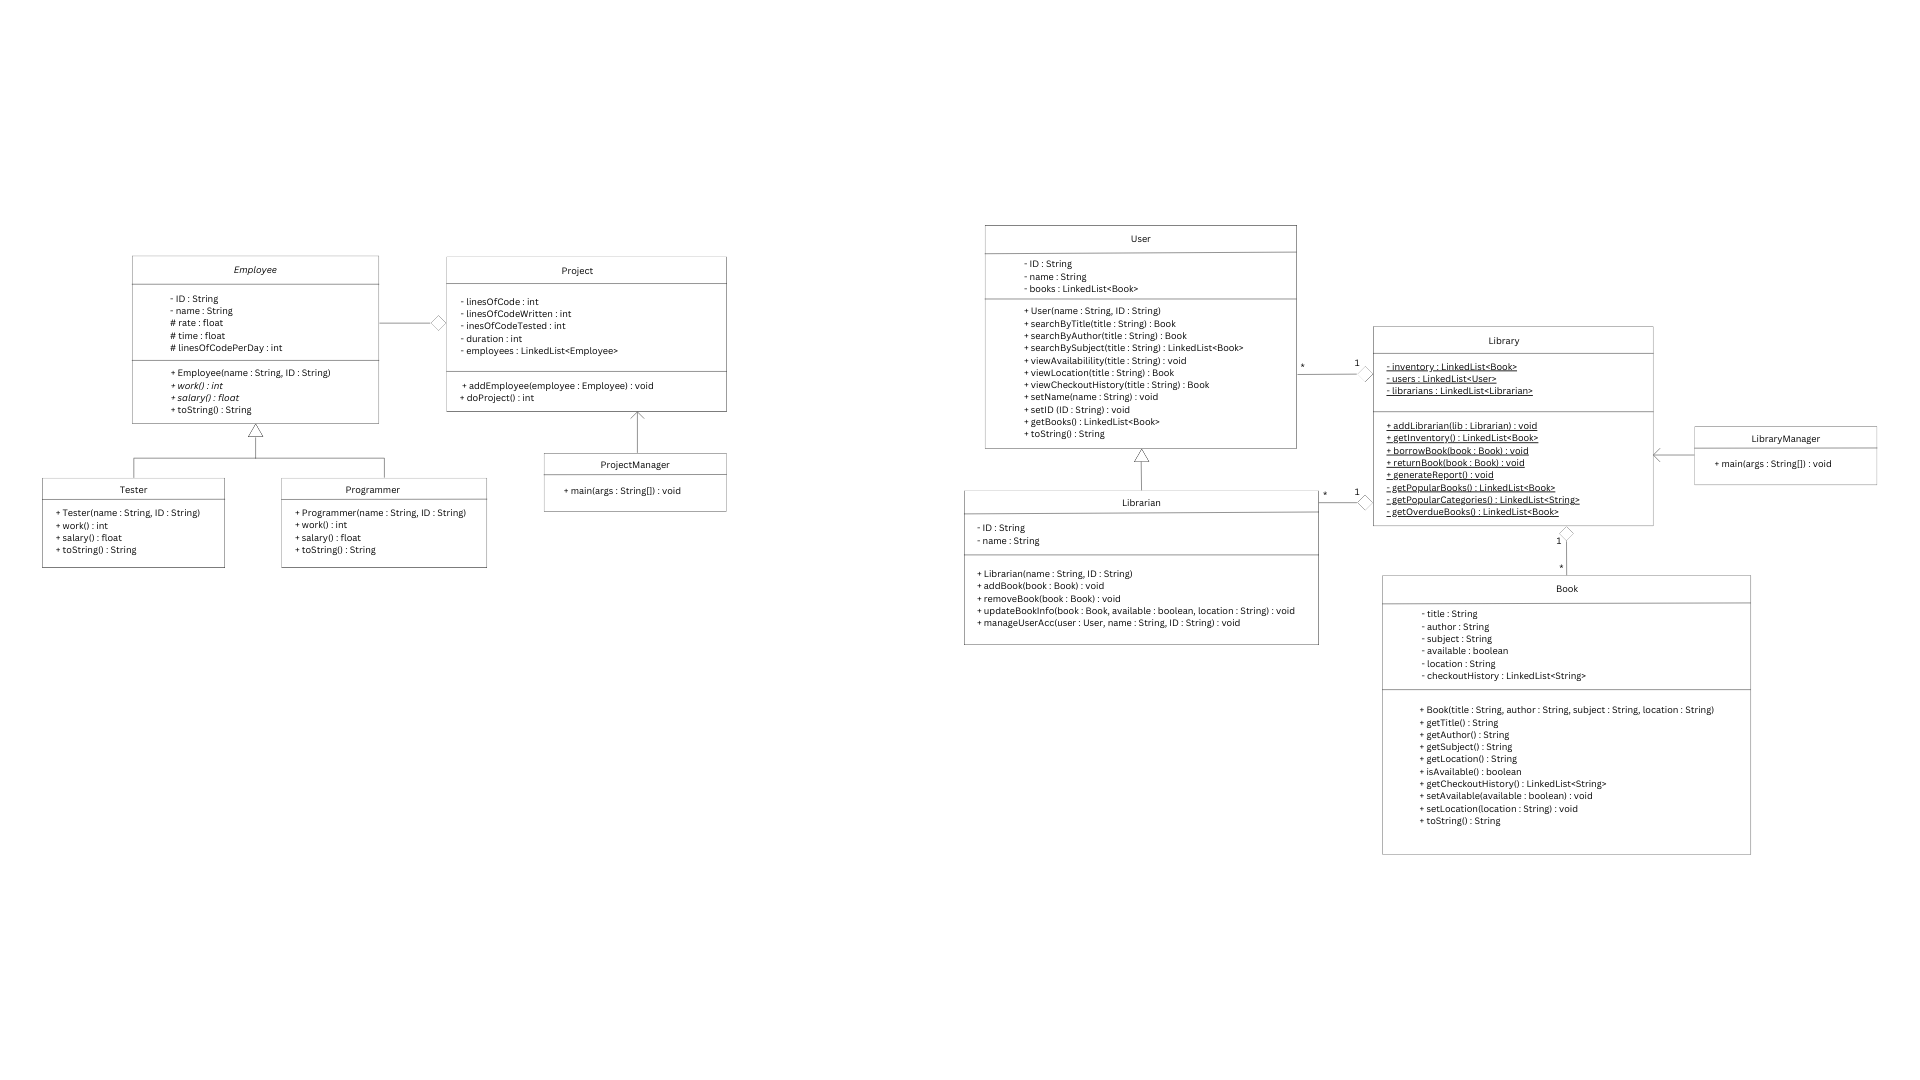 Employee
- ID : String
- name : String
# rate : float
# time : float
# linesOfCodePerDay : int
+ Employee(name : String, ID : String)
+ work() : int
+ salary() : float
+ toString() : String
Project
- linesOfCode : int
- linesOfCodeWritten : int
- inesOfCodeTested : int
- duration : int
- employees : LinkedList<Employee>
+ addEmployee(employee : Employee) : void
+ doProject() : int
Tester
+ Tester(name : String, ID : String)
+ work() : int
+ salary() : float
+ toString() : String
Programmer
+ Programmer(name : String, ID : String)
+ work() : int
+ salary() : float
+ toString() : String
ProjectManager
+ main(args : String[]) : void
User
- ID : String
- name : String
- books : LinkedList<Book>
+ User(name : String, ID : String)
+ searchByTitle(title : String) : Book
+ searchByAuthor(title : String) : Book
+ searchBySubject(title : String) : LinkedList<Book>
+ viewAvailabilility(title : String) : void
+ viewLocation(title : String) : Book
+ viewCheckoutHistory(title : String) : Book
+ setName(name : String) : void
+ setID (ID : String) : void
+ getBooks() : LinkedList<Book>
+ toString() : String
* 1
Librarian
- ID : String
- name : String
+ Librarian(name : String, ID : String)
+ addBook(book : Book) : void
+ removeBook(book : Book) : void
+ updateBookInfo(book : Book, available : boolean, location : String) : void
+ manageUserAcc(user : User, name : String, ID : String) : void
* 1
Library
- inventory : LinkedList<Book>
- users : LinkedList<User>
- librarians : LinkedList<Librarian>
+ addLibrarian(lib : Librarian) : void
+ getInventory() : LinkedList<Book>
+ borrowBook(book : Book) : void
+ returnBook(book : Book) : void
+ generateReport() : void
- getPopularBooks() : LinkedList<Book>
- getPopularCategories() : LinkedList<String>
- getOverdueBooks() : LinkedList<Book>
LibraryManager
+ main(args : String[]) : void
1
*
Book
- title : String
- author : String
- subject : String
- available : boolean
- location : String
- checkoutHistory : LinkedList<String>
+ Book(title : String, author : String, subject : String, location : String)
+ getTitle() : String
+ getAuthor() : String
+ getSubject() : String
+ getLocation() : String
+ isAvailable() : boolean
+ getCheckoutHistory() : LinkedList<String>
+ setAvailable(available : boolean) : void
+ setLocation(location : String) : void
+ toString() : String